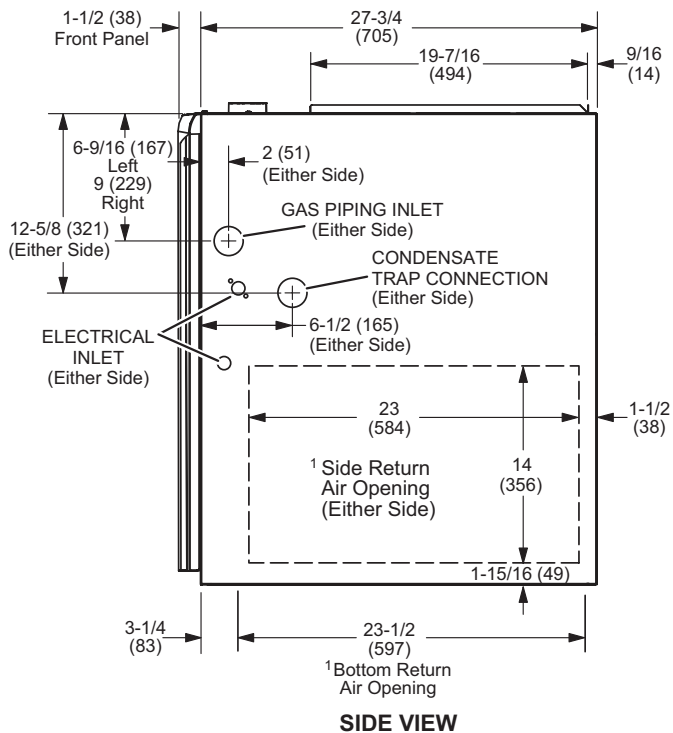 1-1/2 (38)
Front Panel
27-3/4
(705)
19-7/16
(494)
9/16
(14)
6-9/16 (167)
Left
9 (229)
Right
2 (51)
(Either Side)
12-5/8 (321)
(Either Side)
GAS PIPING INLET
(Either Side)
CONDENSATE
TRAP CONNECTION
(Either Side)
6-1/2 (165)
(Either Side)
ELECTRICAL
INLET
(Either Side)
23
(584)
1-1/2
(38)
14
(356)
1 Side Return
Air Opening
(Either Side)
1-15/16 (49)
3-1/4
(83)
23-1/2
(597)
1 Bottom Return
Air Opening
SIDE VIEW